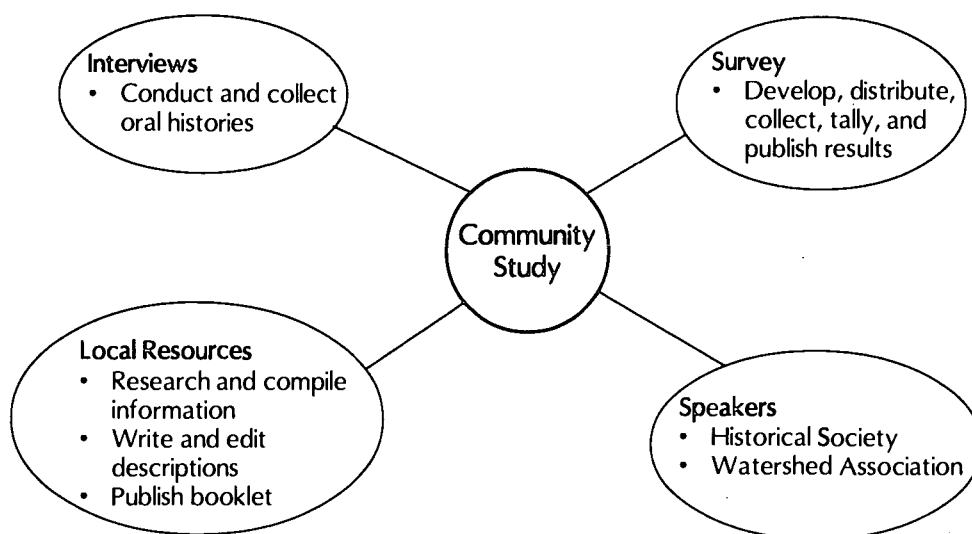 Interviews
• Conduct and collect
oral histories
Survey
• Develop, distribute,
collect, tally, and
publish results
Community
Study
Local Resources
• Research and compile
information
• Write and edit
descriptions
• Publish booklet
Speakers
• Historical Society
• Watershed Association